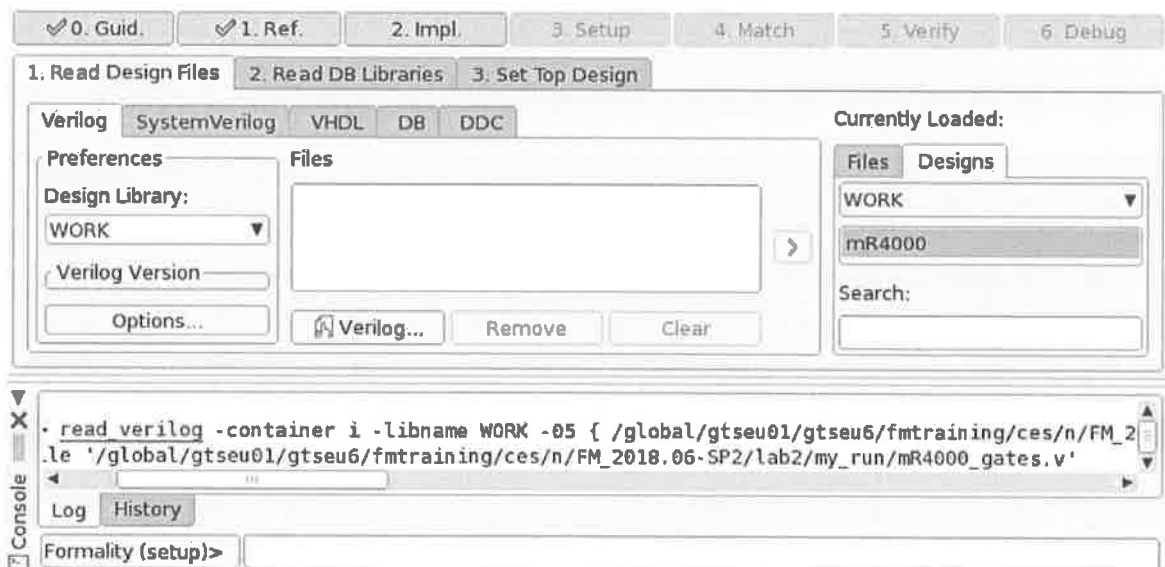 0. Guid. 1. Ref. 2. Impl. 3. Setup 4. Match 5. Verify 6. Debug
1. Read Design Files 2. Read DB Libraries 3. Set Top Design
Verilog SystemVerilog VHDL DB DDC
Currently Loaded:
Preferences
Files
Files Designs
Design Library:
WORK
WORK
mR4000
Verilog Version
Search:
Options...
Verilog... Remove Clear
read_verilog -container i -libname WORK -05 { /global/gtseu01/gtseu6/fmtraining/ces/n/FM_2
.le '/global/gtseu01/gtseu6/fmtraining/ces/n/FM_2018.06-SP2/lab2/my_run/mR4000_gates.v'
Console
Log History
Formality (setup)>